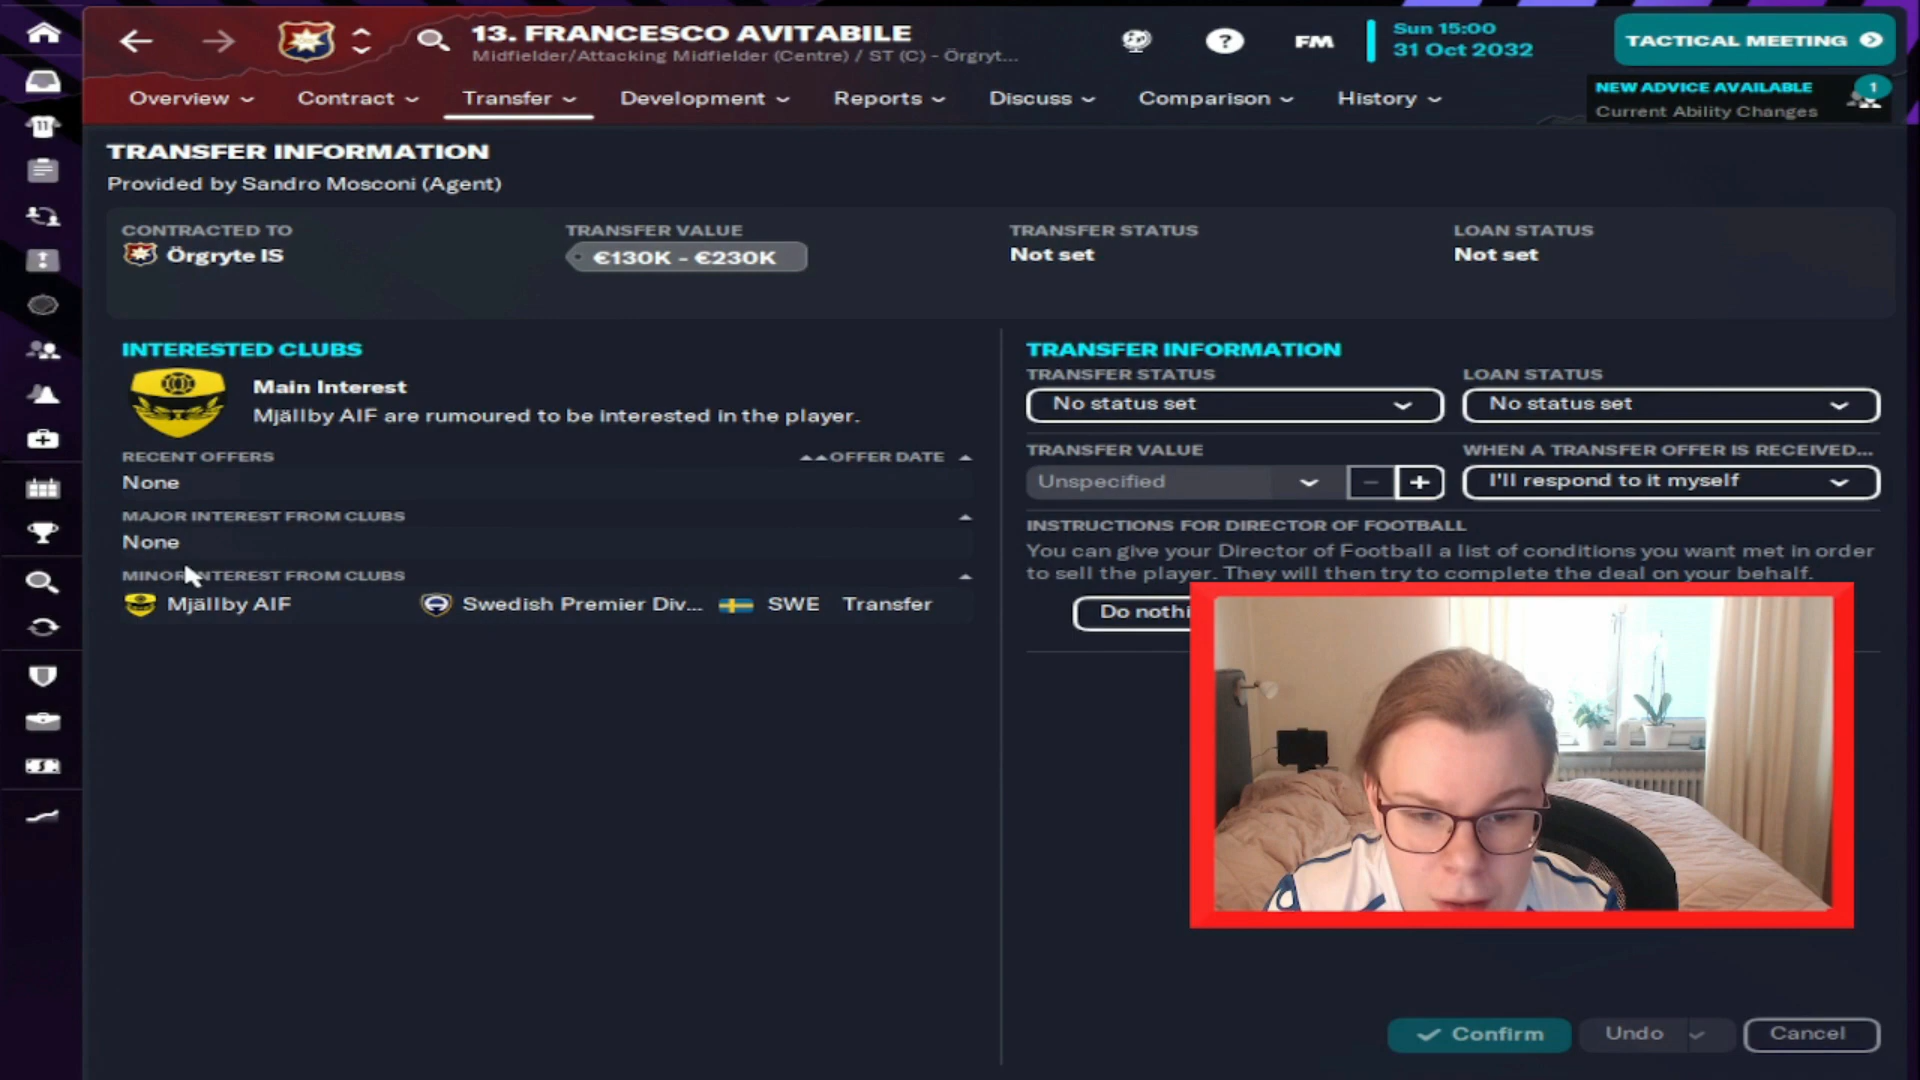 13. FRANCESCO AVITABILE
Midfielder/Attacking Midfielder (Centre) / ST (C) - Örgryt...
FM
Sun 15:00
31 Oct 2032
TACTICAL MEETING
Overview
Contract
Transfer
Development
Reports
Discuss
Comparison
History
NEW ADVICE AVAILABLE
1
Current Ability Changes
TRANSFER INFORMATION
Provided by Sandro Mosconi (Agent)
CONTRACTED TO
Örgryte IS
TRANSFER VALUE
€130K - €230K
TRANSFER STATUS
Not set
LOAN STATUS
Not set
INTERESTED CLUBS
Main Interest
Mjällby AIF are rumoured to be interested in the player.
RECENT OFFERS OFFER DATE
None
MAJOR INTEREST FROM CLUBS
None
MINOR INTEREST FROM CLUBS
Mjällby AIF Swedish Premier Div... SWE Transfer
TRANSFER INFORMATION
TRANSFER STATUS
No status set
LOAN STATUS
No status set
TRANSFER VALUE
Unspecified
WHEN A TRANSFER OFFER IS RECEIVED...
I'll respond to it myself
INSTRUCTIONS FOR DIRECTOR OF FOOTBALL
You can give your Director of Football a list of conditions you want met in order
to sell the player. They will then try to complete the deal on your behalf.
Do nothi
Confirm
Undo
Cancel